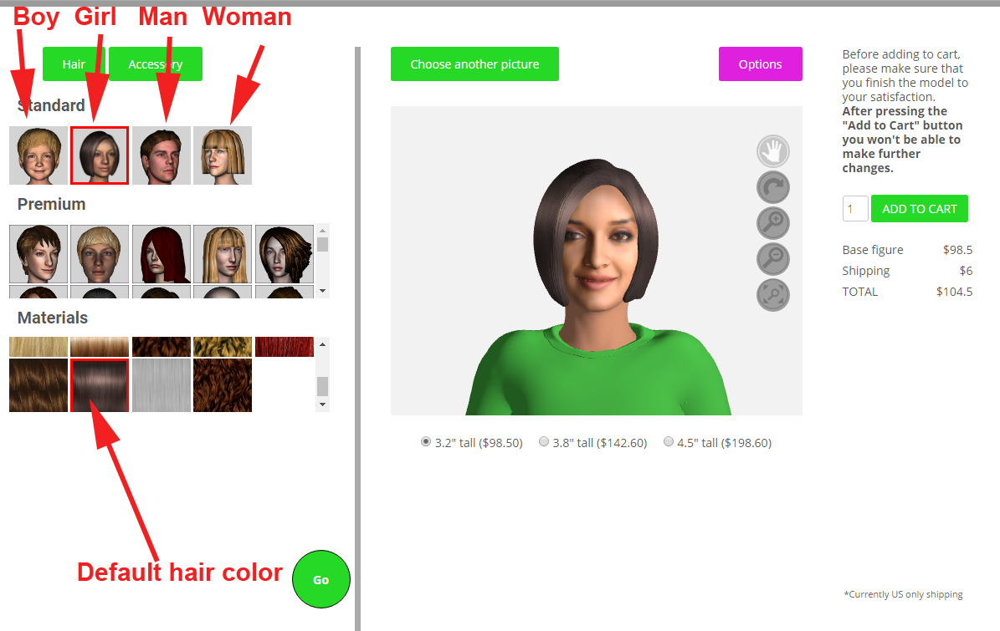 Boy Girl Man Woman
Hair
Accessory
Choose another picture
Options
Standard
Premium
Materials
Default hair color
Go
3.2" tall ($98.50)
3.8" tall ($142.60)
4.5" tall ($198.60)
Before adding to cart,
please make sure that
you finish the model to
your satisfaction.
After pressing the
"Add to Cart" button
you won't be able to
make further
changes.
1
ADD TO CART
Base figure $98.5
Shipping $6
TOTAL $104.5
*Currently US only shipping